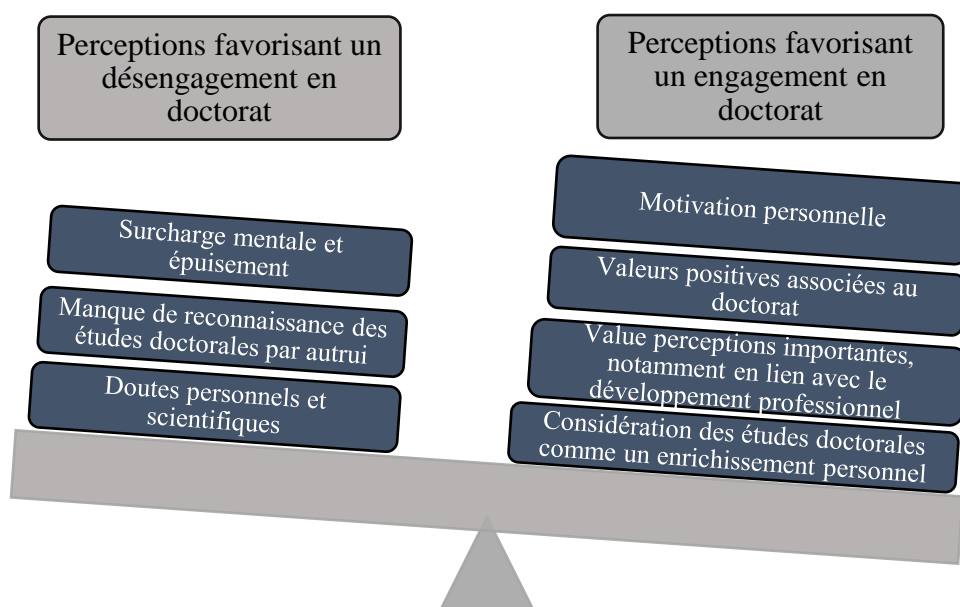 Perceptions favorisant un
désengagement en
doctorat
Perceptions favorisant
un engagement en
doctorat
Surcharge mentale et
épuisement
Manque de reconnaissance des
études doctorales par autrui
Doutes personnels et
scientifiques
Motivation personnelle
Valeurs positives associées au
doctorat
Value perceptions importantes,
notamment en lien avec le
développement professionnel
Considération des études doctorales
comme un enrichissement personnel